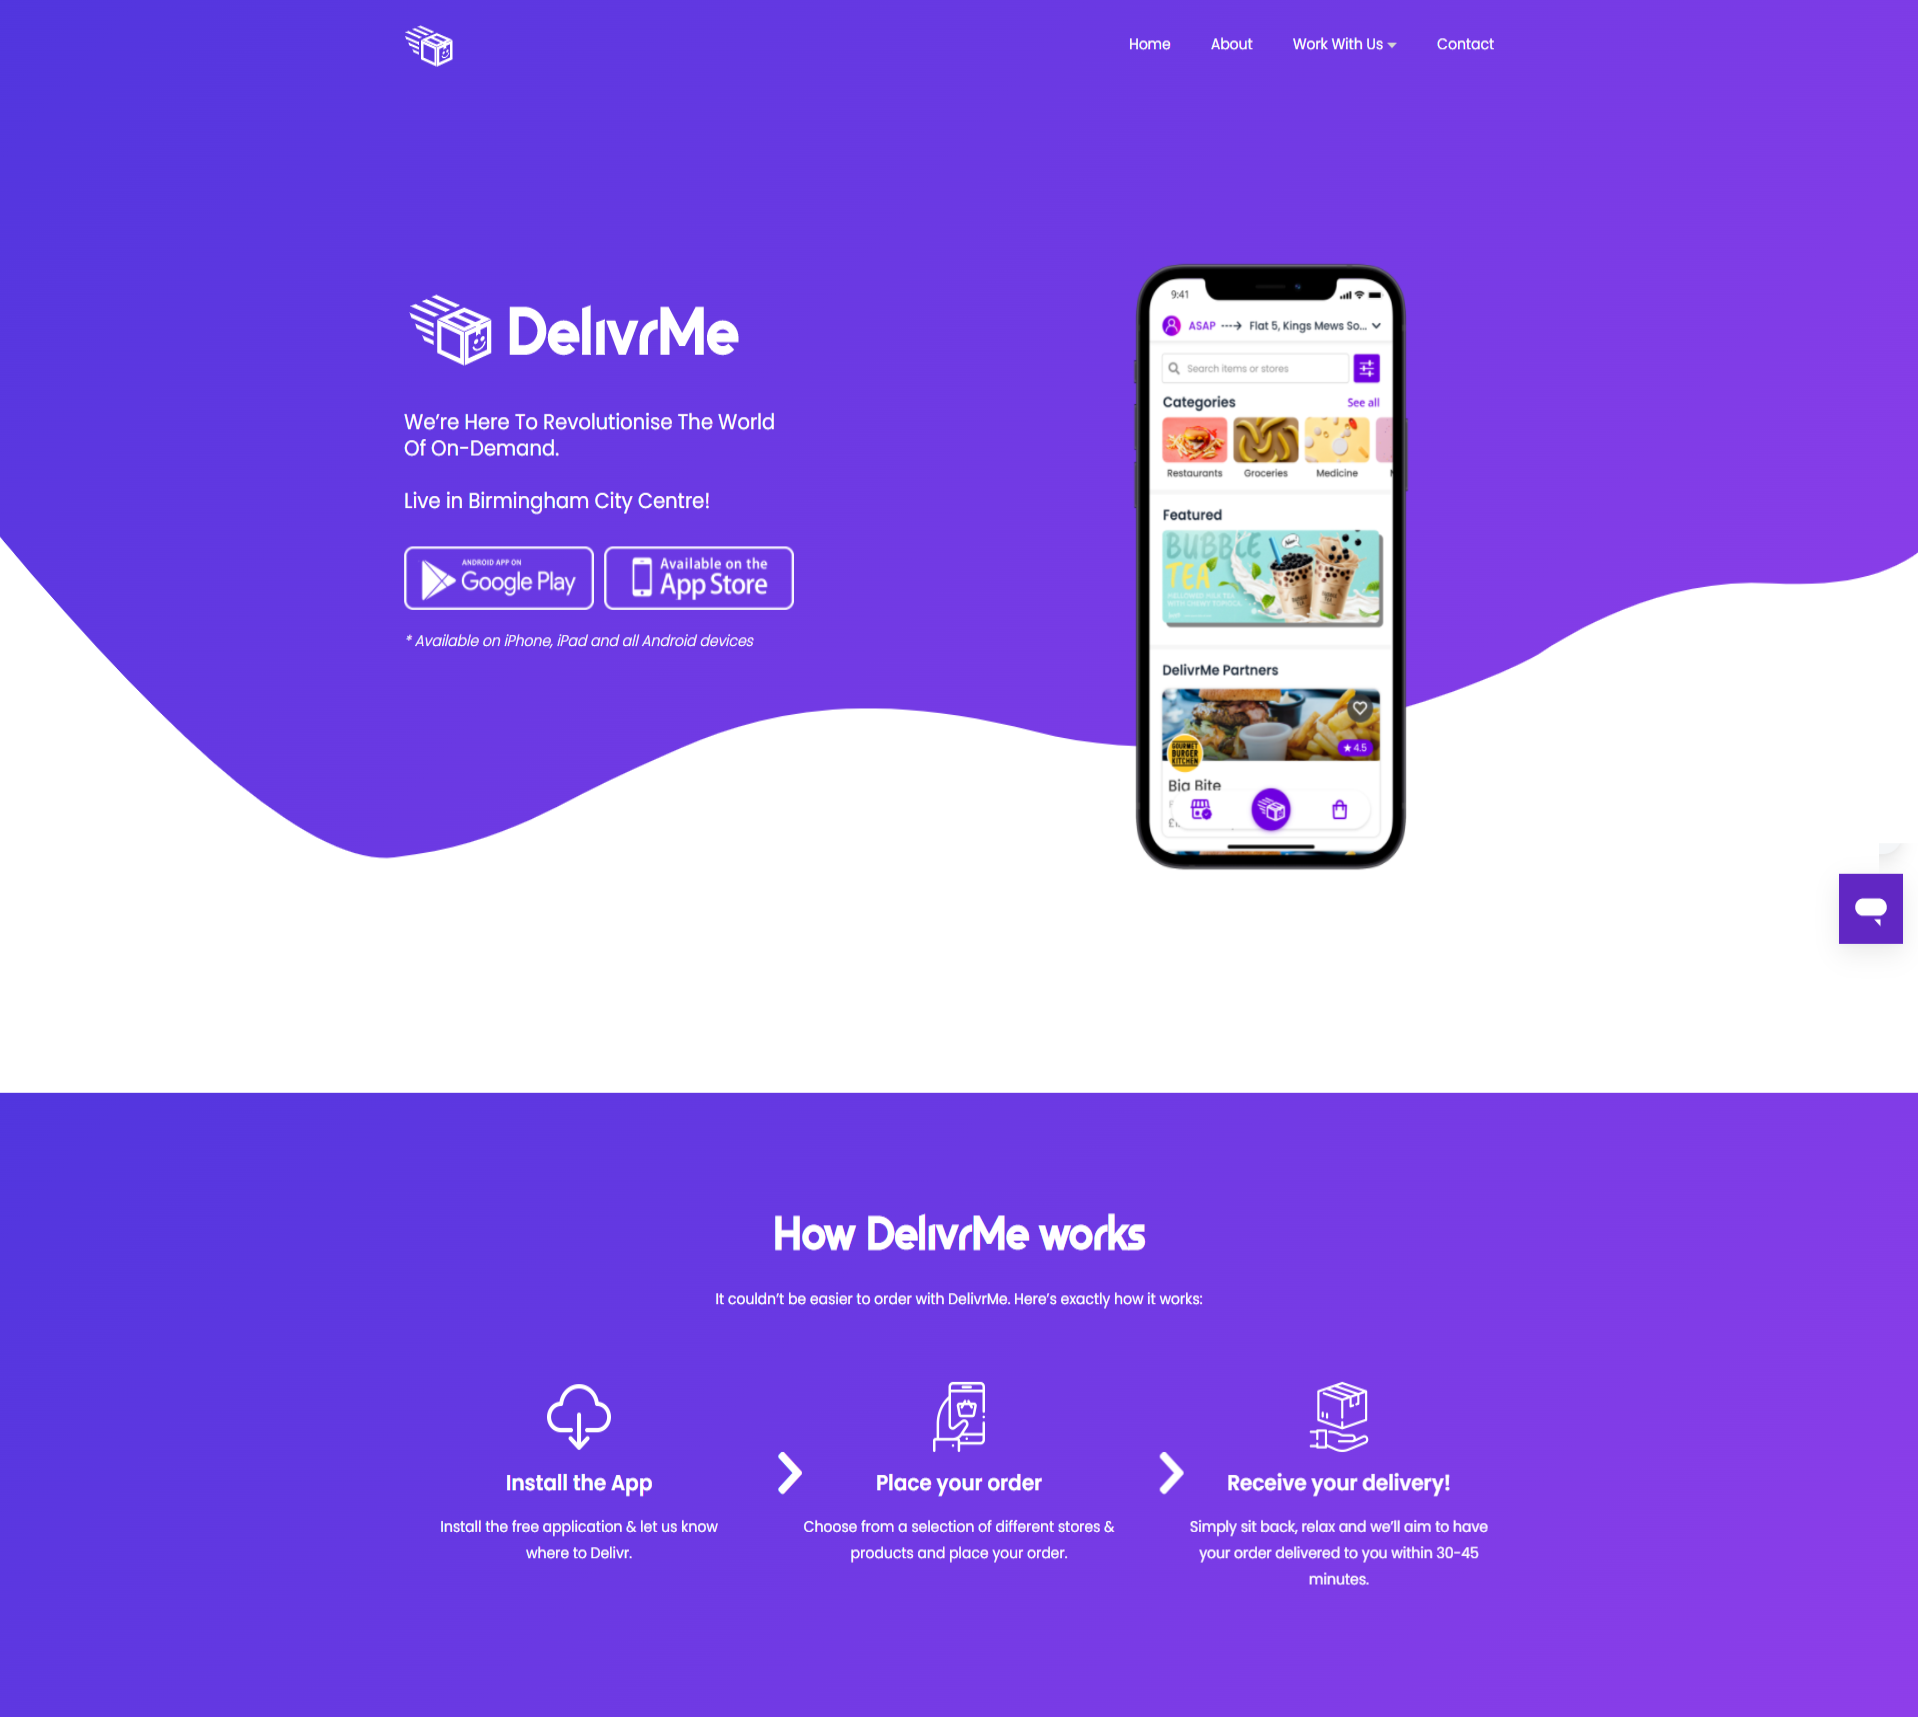 Home
About
Work With Us
Contact
DelivrMe
We're Here To Revolutionise The World
Of On-Demand.
Live in Birmingham City Centre!
ANDROID APP ON
Google Play
Available on the
App Store
* Available on iPhone, iPad and all Android devices
9:41
ASAP
Flat 5, Kings Mews So...
Search items or stores
Categories
See all
Restaurants
Groceries
Medicine
Featured
BUBBLE
TEA
DelivrMe Partners
GOURMET
BURGER
KITCHEN
4.5
Big Bite
How DelivrMe works
It couldn't be easier to order with DelivrMe. Here's exactly how it works:
Install the App
Install the free application & let us know
where to Delivr.
Place your order
Choose from a selection of different stores &
products and place your order.
Receive your delivery!
Simply sit back, relax and we'll aim to have
your order delivered to you within 30-45
minutes.